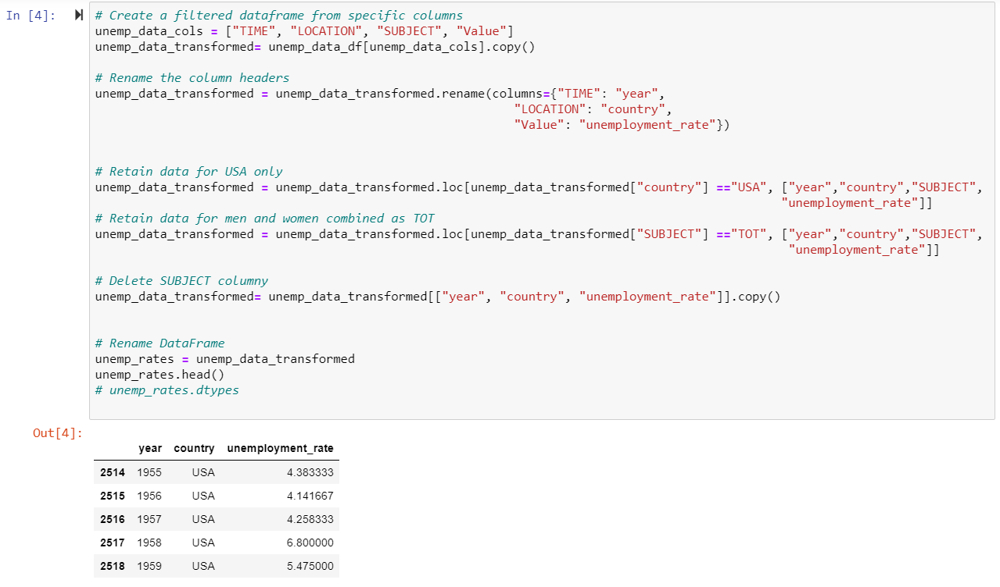 In [4]:
# Create a filtered dataframe from specific columns
unemp_data_cols = ["TIME", "LOCATION", "SUBJECT", "Value"]
unemp_data_transformed= unemp_data_df[unemp_data_cols].copy()
# Rename the column headers
unemp_data_transformed = unemp_data_transformed.rename(columns={"TIME": "year",
"LOCATION": "country",
"Value": "unemployment_rate"})
# Retain data for USA only
unemp_data_transformed = unemp_data_transformed.loc[unemp_data_transformed["country"] =="USA", ["year","country","SUBJECT",
"unemployment_rate"]]
# Retain data for men and women combined as TOT
unemp_data_transformed = unemp_data_transformed.loc[unemp_data_transformed["SUBJECT"] =="TOT", ["year","country","SUBJECT",
"unemployment_rate"]]
# Delete SUBJECT columny
unemp_data_transformed= unemp_data_transformed[["year", "country", "unemployment_rate"]].copy()
# Rename DataFrame
unemp_rates = unemp_data_transformed
unemp_rates.head()
# unemp_rates.dtypes
Out[4]:
year country unemployment_rate
2514 1955 USA 4.383333
2515 1956 USA 4.141667
2516 1957 USA 4.258333
2517 1958 USA 6.800000
2518 1959 USA 5.475000